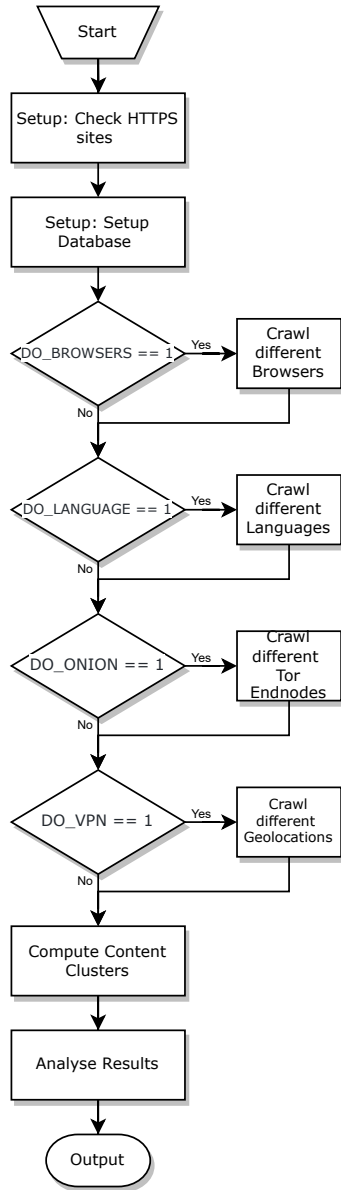 Start
Setup: Check HTTPS
sites
Setup: Setup
Database
DO_BROWSERS == 1
Yes
Crawl
different
Browsers
No
DO_LANGUAGE == 1
Yes
Crawl
different
Languages
No
DO_ONION == 1
Yes
Crawl
different
Tor
Endnodes
No
DO_VPN == 1
Yes
Crawl
different
Geolocations
No
Compute Content
Clusters
Analyse Results
Output